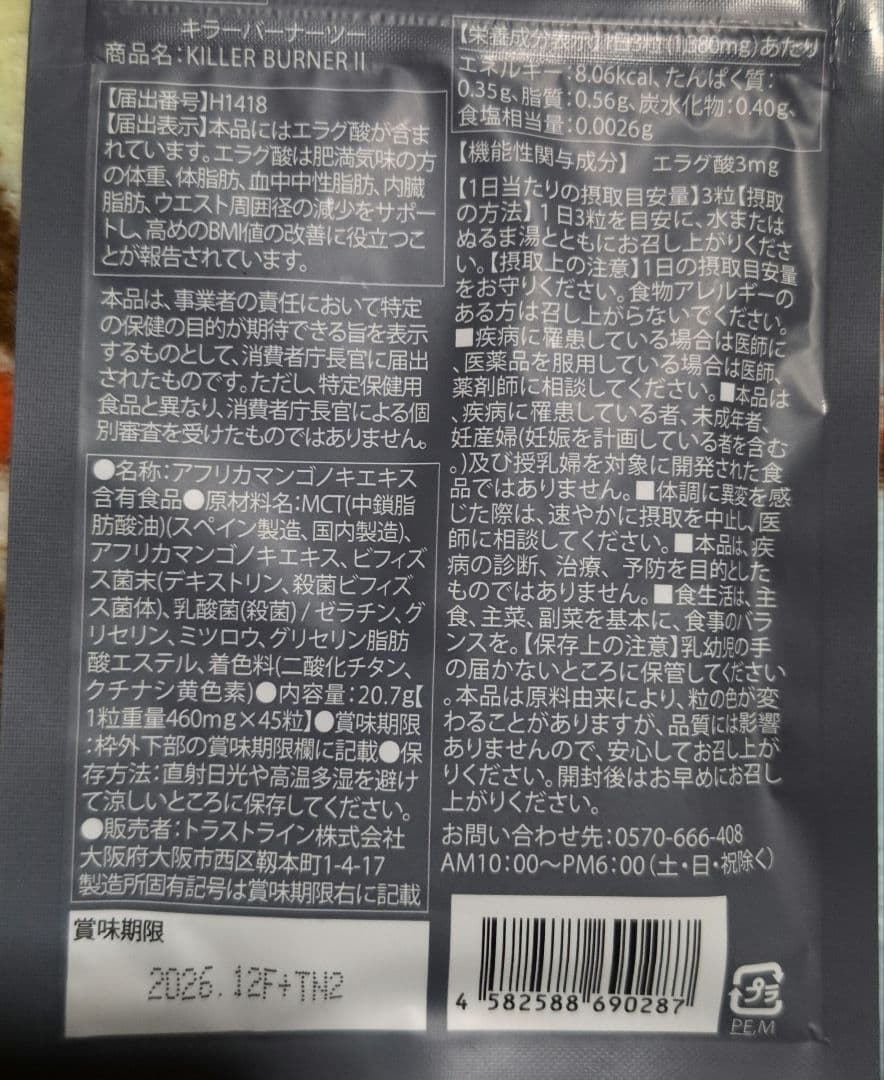 キラーバーナーツー
商品名:KILLER BURNERⅡ
【届出番号】H1418
【届出表示】本品にはエラグ酸が含ま
れています。エラグ酸は肥満気味の方
の体重、体脂肪、血中中性脂肪、内臓
脂肪、ウエスト周囲径の減少をサポー
トし、高めのBMI値の改善に役立つこ
とが報告されています。
本品は、事業者の責任において特定
の保健の目的が期待できる旨を表示
するものとして、消費者庁長官に届出
されたものです。ただし、特定保健用
食品と異なり、消費者庁長官による個
別審査を受けたものではありません。
●名称:アフリカマンゴノキエキス
含有食品●原材料名:MCT(中鎖脂
肪酸油)(スペイン製造、国内製造)、
アフリカマンゴノキエキス、ビフィズ
ス菌末(デキストリン、殺菌ビフィズ
ス菌体)、乳酸菌(殺菌) / ゼラチン、グ
リセリン、ミツロウ、グリセリン脂肪
酸エステル、着色料(二酸化チタン、
クチナシ黄色素)●内容量:20.7g【
1粒重量460mg×45粒】●賞味期限
:枠外下部の賞味期限欄に記載●保
存方法:直射日光や高温多湿を避け
て涼しいところに保存してください。
●販売者:トラストライン株式会社
大阪府大阪市西区靱本町1-4-17
製造所固有記号は賞味期限右に記載
賞味期限
2026.12F+TN2
【栄養成分表示】1日3粒(1,380mg)あたり
エネルギー:8.06kcal、たんぱく質:
0.35g、脂質:0.56g、炭水化物:0.40g、
食塩相当量:0.0026g
【機能性関与成分】 エラグ酸3mg
【1日当たりの摂取目安量】3粒【摂取
の方法】1日3粒を目安に、水または
ぬるま湯とともにお召し上がりくださ
い。【摂取上の注意】1日の摂取目安量
をお守りください。食物アレルギーの
ある方は召し上がらないでください。
■疾病に罹患している場合は医師に
、医薬品を服用している場合は医師、
薬剤師に相談してください。■本品は
、疾病に罹患している者、未成年者、
妊産婦(妊娠を計画している者を含む
。)及び授乳婦を対象に開発された食
品ではありません。■体調に異変を感
じた際は、速やかに摂取を中止し、医
師に相談してください。■本品は、疾
病の診断、治療、予防を目的とした
ものではありません。■食生活は、主
食、主菜、副菜を基本に、食事のバラ
ンスを。【保存上の注意】乳幼児の手
の届かないところに保管してください
。本品は原料由来により、粒の色が変
わることがありますが、品質には影響
ありませんので、安心してお召し上が
りください。開封後はお早めにお召し
上がりください。
お問い合わせ先:0570-666-408
AM10:00〜PM6:00(土・日・祝除く)
4 582588 690287
プラ
PE,M